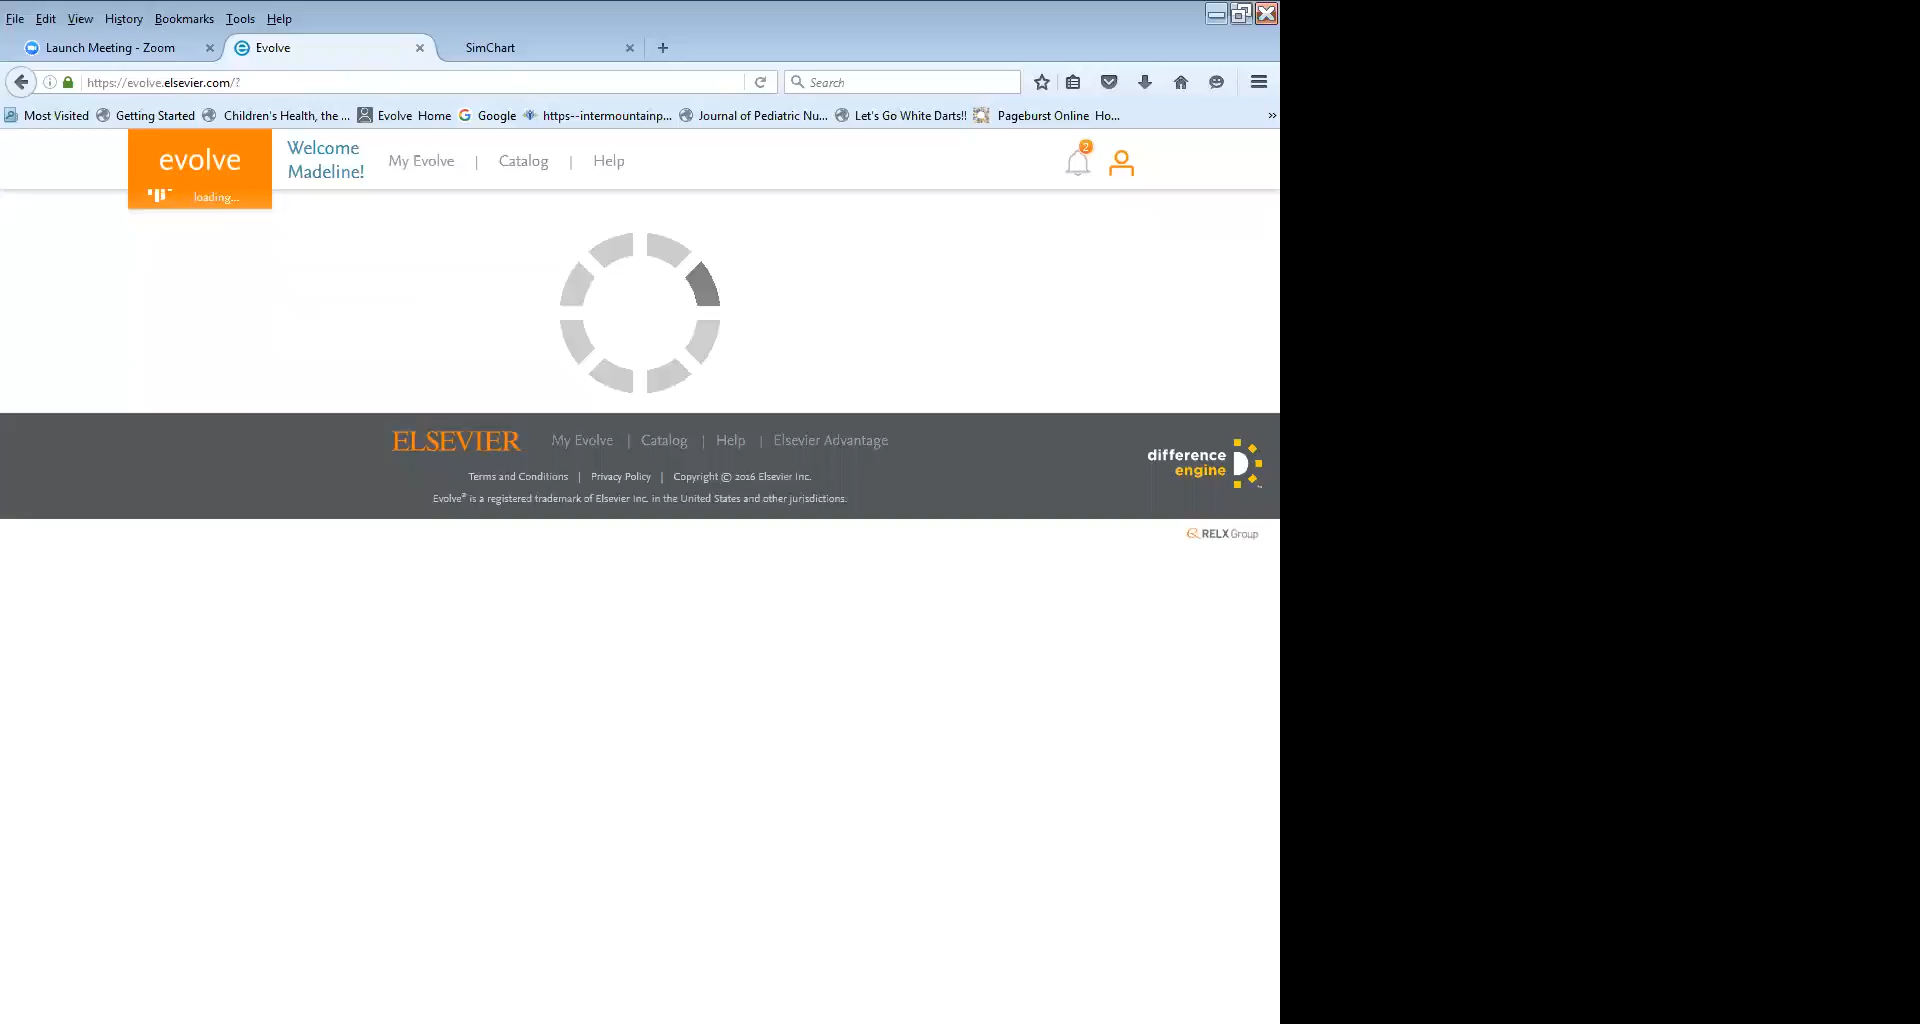 File Edit View History Bookmarks Tools Help
Launch Meeting - Zoom Evolve SimChart
https://evolve.elsevier.com/? Search
Most Visited Getting Started Children's Health, the ... Evolve Home Google https--intermountainp... Journal of Pediatric Nu... Let's Go White Darts!! Pageburst Online Ho... »
evolve
loading...
Welcome
Madeline!
My Evolve | Catalog | Help
2
ELSEVIER My Evolve | Catalog | Help | Elsevier Advantage
Terms and Conditions | Privacy Policy | Copyright © 2016 Elsevier Inc.
Evolve® is a registered trademark of Elsevier Inc. in the United States and other jurisdictions.
difference
engine
RELX Group